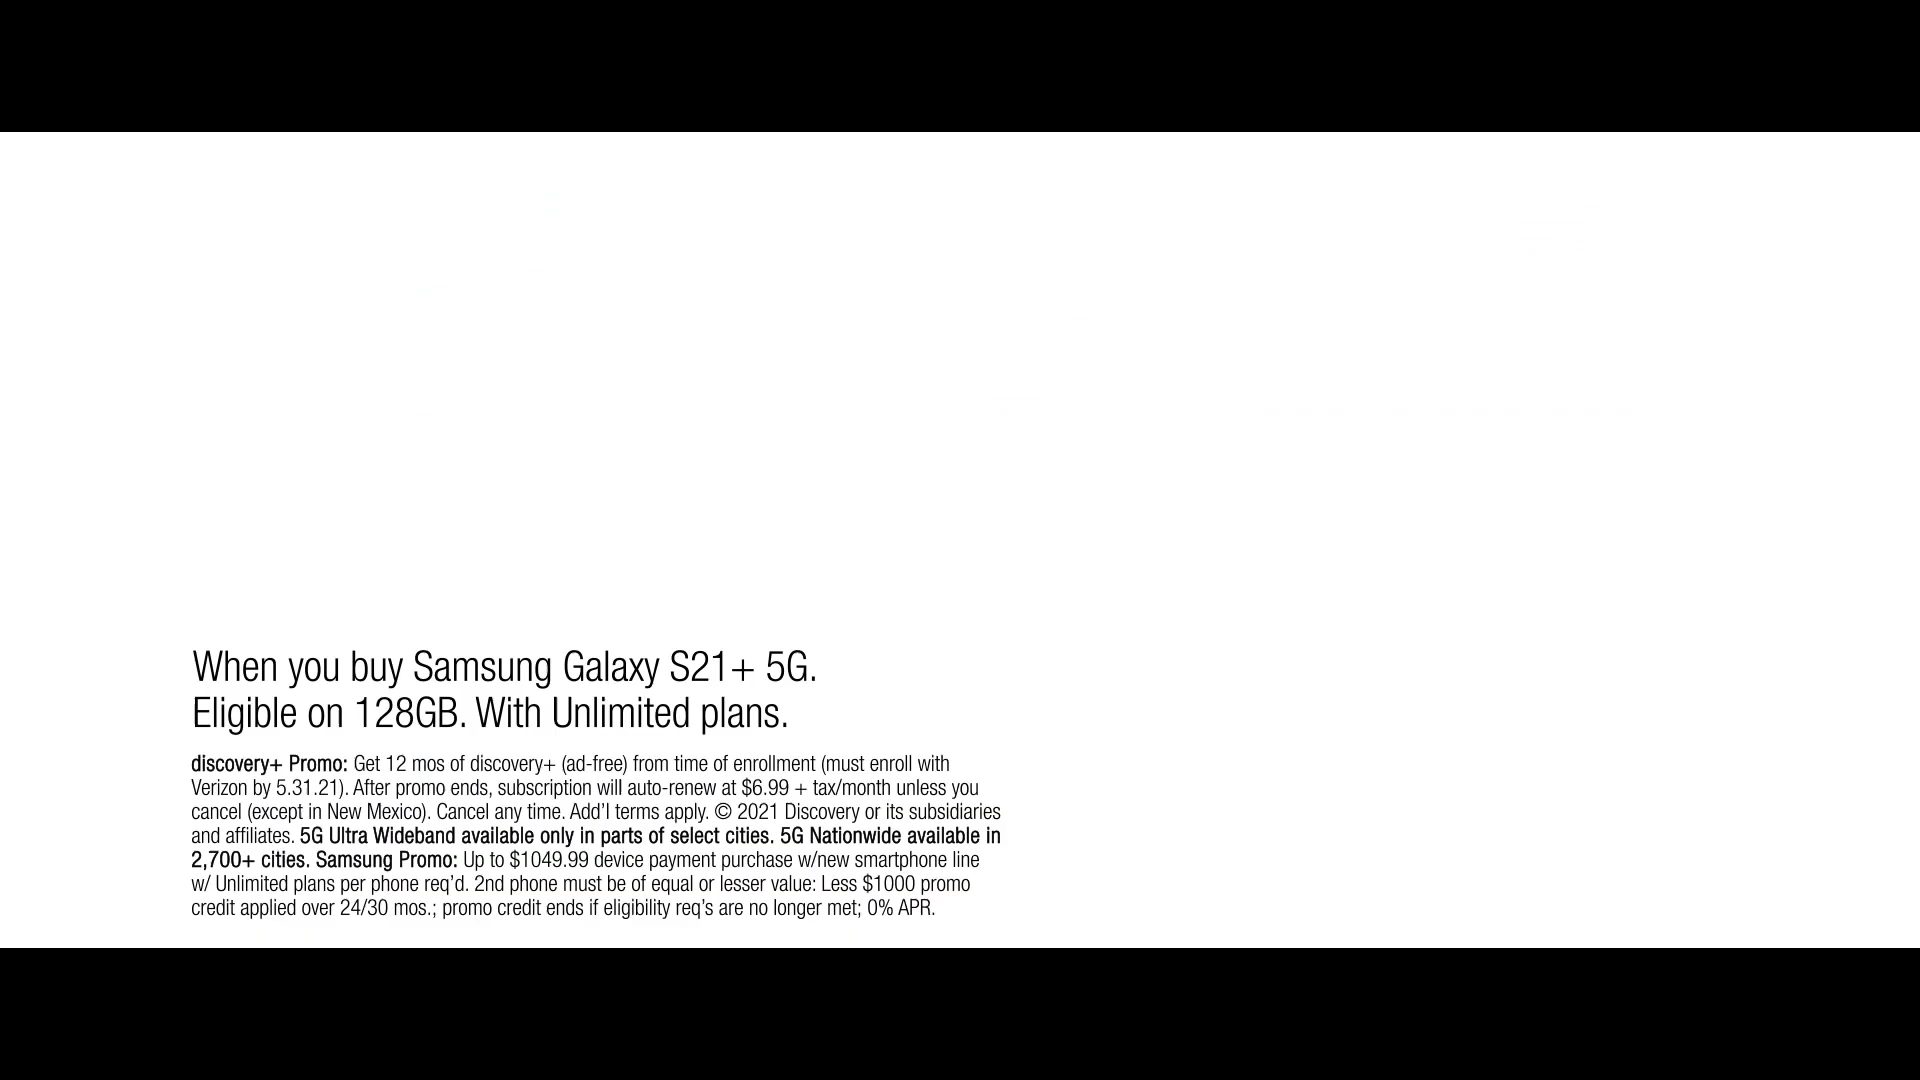 When you buy Samsung Galaxy S21+ 5G.
Eligible on 128GB. With Unlimited plans.
discovery+ Promo: Get 12 mos of discovery+ (ad-free) from time of enrollment (must enroll with
Verizon by 5.31.21). After promo ends, subscription will auto-renew at $6.99 + tax/month unless you
cancel (except in New Mexico). Cancel any time. Add’l terms apply. © 2021 Discovery or its subsidiaries
and affiliates. 5G Ultra Wideband available only in parts of select cities. 5G Nationwide available in
2,700+ cities. Samsung Promo: Up to $1049.99 device payment purchase w/new smartphone line
w/ Unlimited plans per phone req’d. 2nd phone must be of equal or lesser value: Less $1000 promo
credit applied over 24/30 mos.; promo credit ends if eligibility req’s are no longer met; 0% APR.